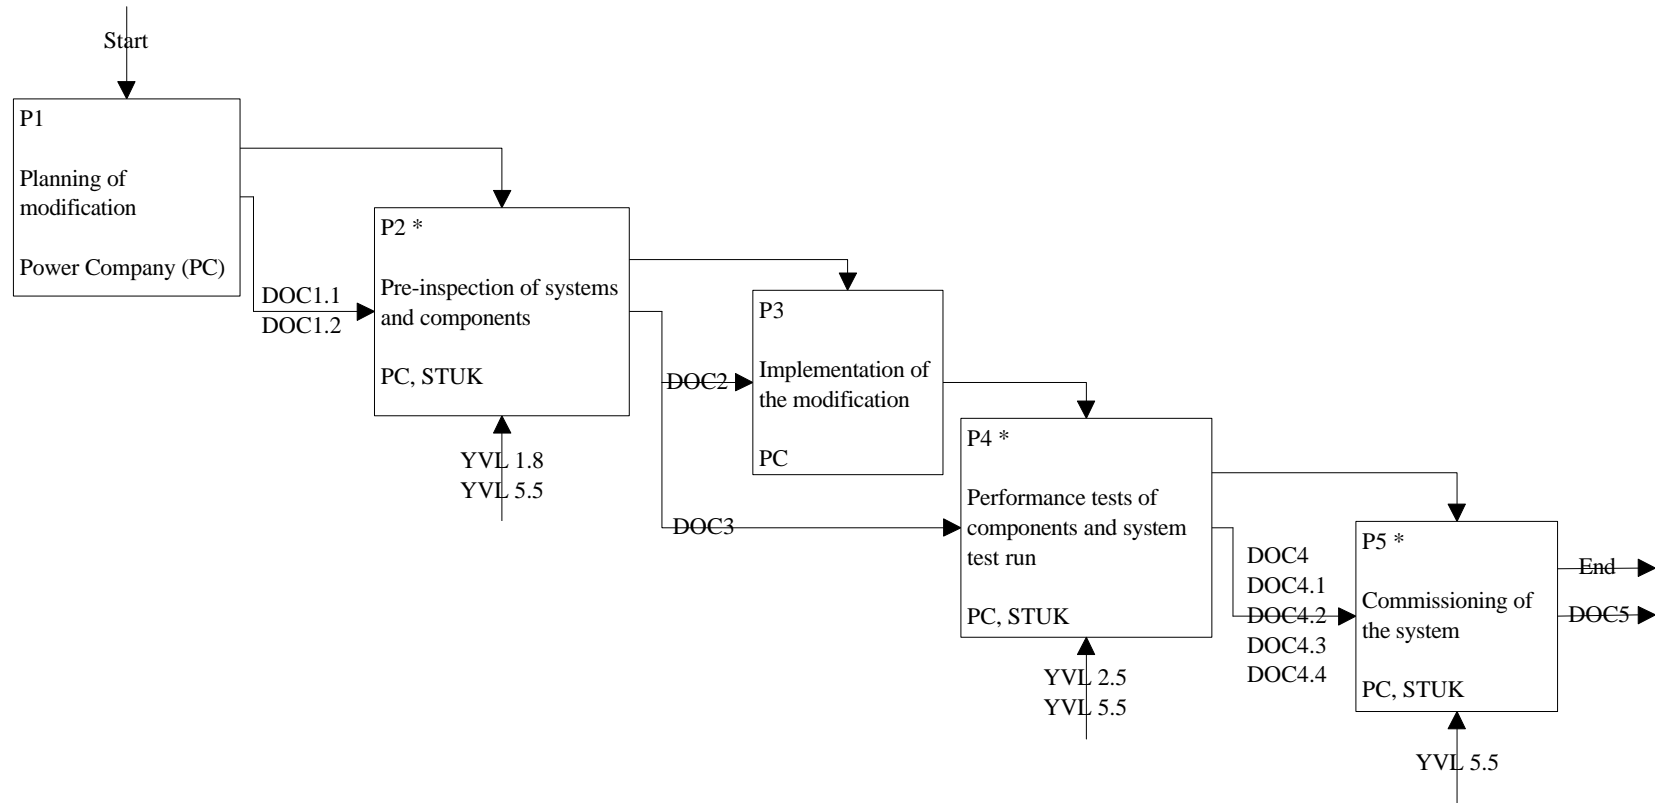 Start
P1
Planning of
modification
Power Company (PC)
DOC1.1
DOC1.2
P2 *
Pre-inspection of systems
and components
PC, STUK
YVL 1.8
YVL 5.5
DOC2
DOC3
P3
Implementation of
the modification
PC
P4 *
Performance tests of
components and system
test run
PC, STUK
YVL 2.5
YVL 5.5
DOC4
DOC4.1
DOC4.2
DOC4.3
DOC4.4
P5 *
Commissioning of
the system
PC, STUK
YVL 5.5
End
DOC5